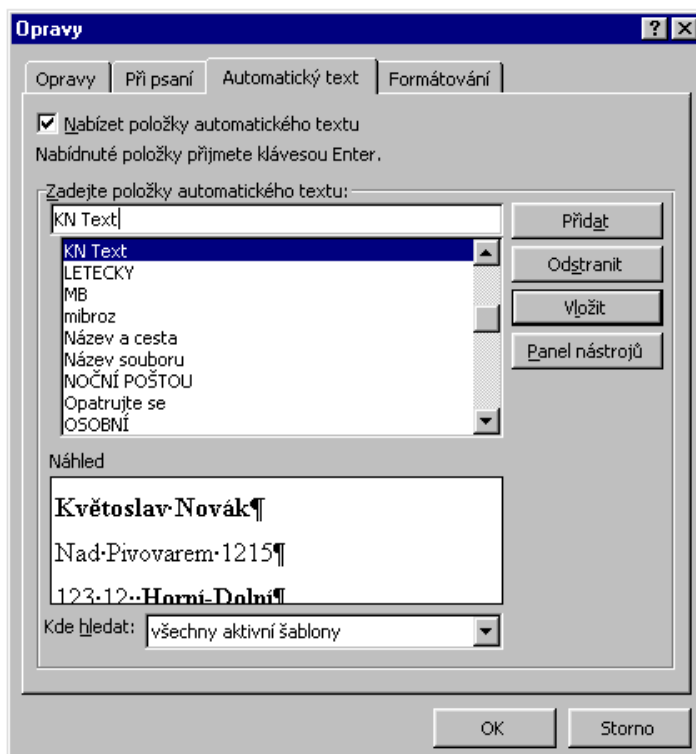 Opravy
Opravy Při psaní Automatický text Formátování
Nabízet položky automatického textu
Nabídnuté položky přijmete klávesou Enter.
Zadejte položky automatického textu:
KN Text
Přidat
KN Text
LETECKY
MB
mibroz
Název a cesta
Název souboru
NOČNÍ POŠTOU
Opatrujte se
OSOBNÍ
Odstranit
Vložit
Panel nástrojů
Náhled
Květoslav·Novák¶
Nad·Pivovarem·1215¶
123·12··Horní-Dolní¶
Kde hledat: všechny aktivní šablony
OK Storno